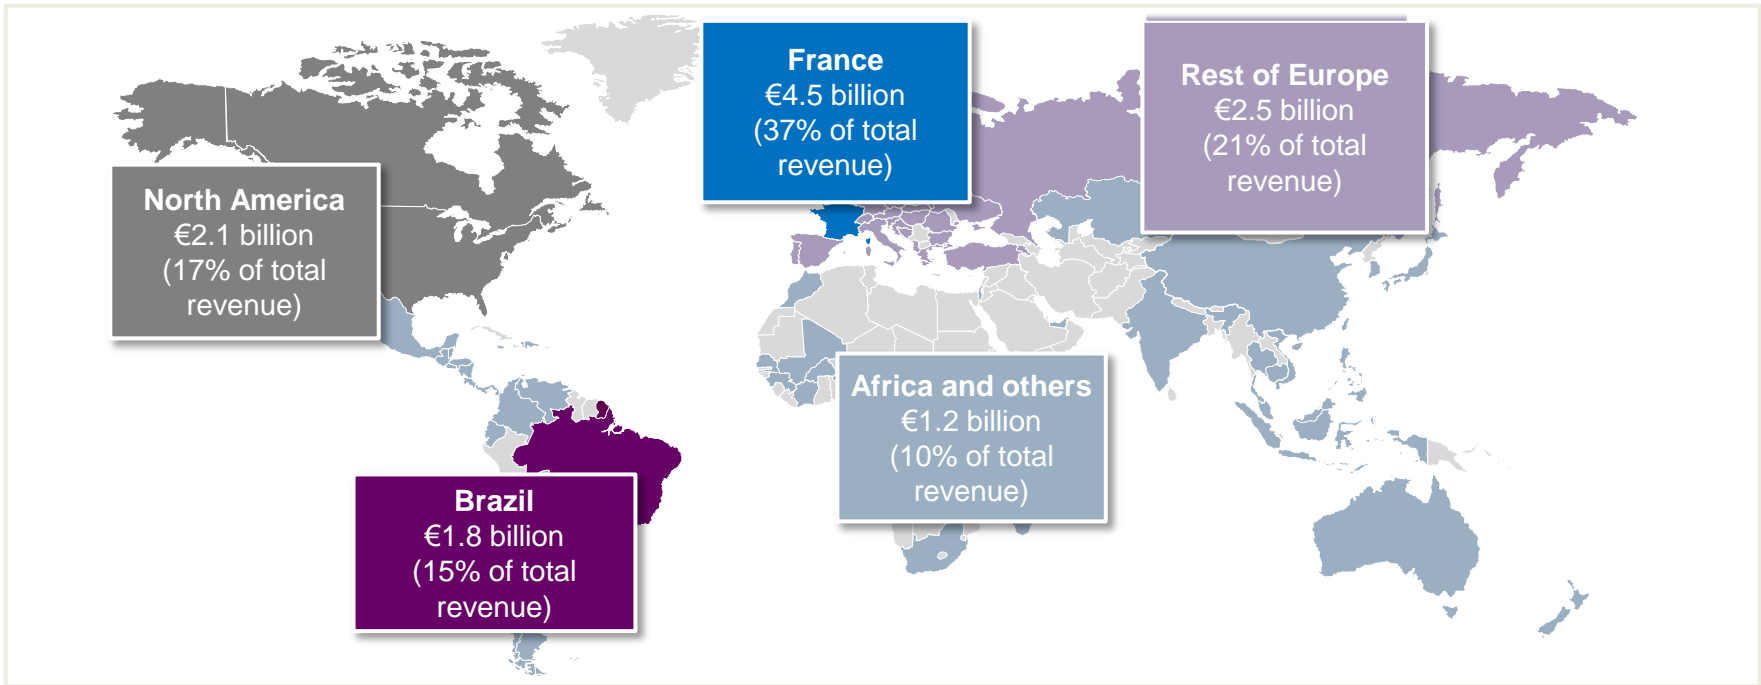 France
€4.5 billion
(37% of total
revenue)
Rest of Europe
€2.5 billion
(21% of total
revenue)
North America
€2.1 billion
(17% of total
revenue)
Africa and others
€1.2 billion
(10% of total
revenue)
Brazil
€1.8 billion
(15% of total
revenue)